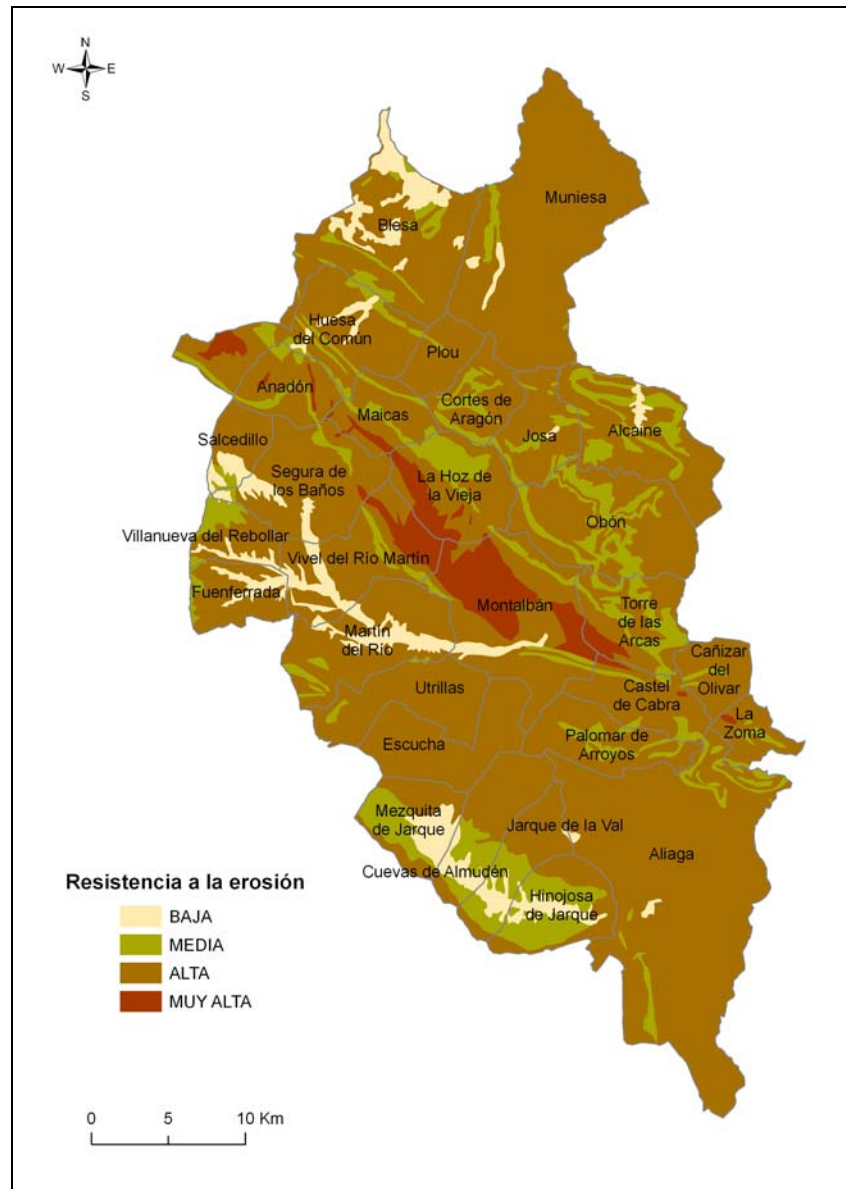 N
W E
S
Muniesa
Blesa
Huesa
del Común
Plou
Anadón
Maicas
Cortes de
Aragón
Josa
Alcaine
Salcedillo
Segura de
los Baños
La Hoz de
la Vieja
Obón
Villanueva del Rebollar
Vivel del Río Martín
Fuenferrada
Montalbán
Torre
de las
Arcas
Martín
del Río
Cañizar
del
Olivar
Utrillas
Castel
de Cabra
La
Zoma
Palomar de
Arroyos
Escucha
Mezquita
de Jarque
Jarque de la Val
Aliaga
Cuevas de Almudén
Hinojosa
de Jarque
Resistencia a la erosión
BAJA
MEDIA
ALTA
MUY ALTA
0 5 10 Km